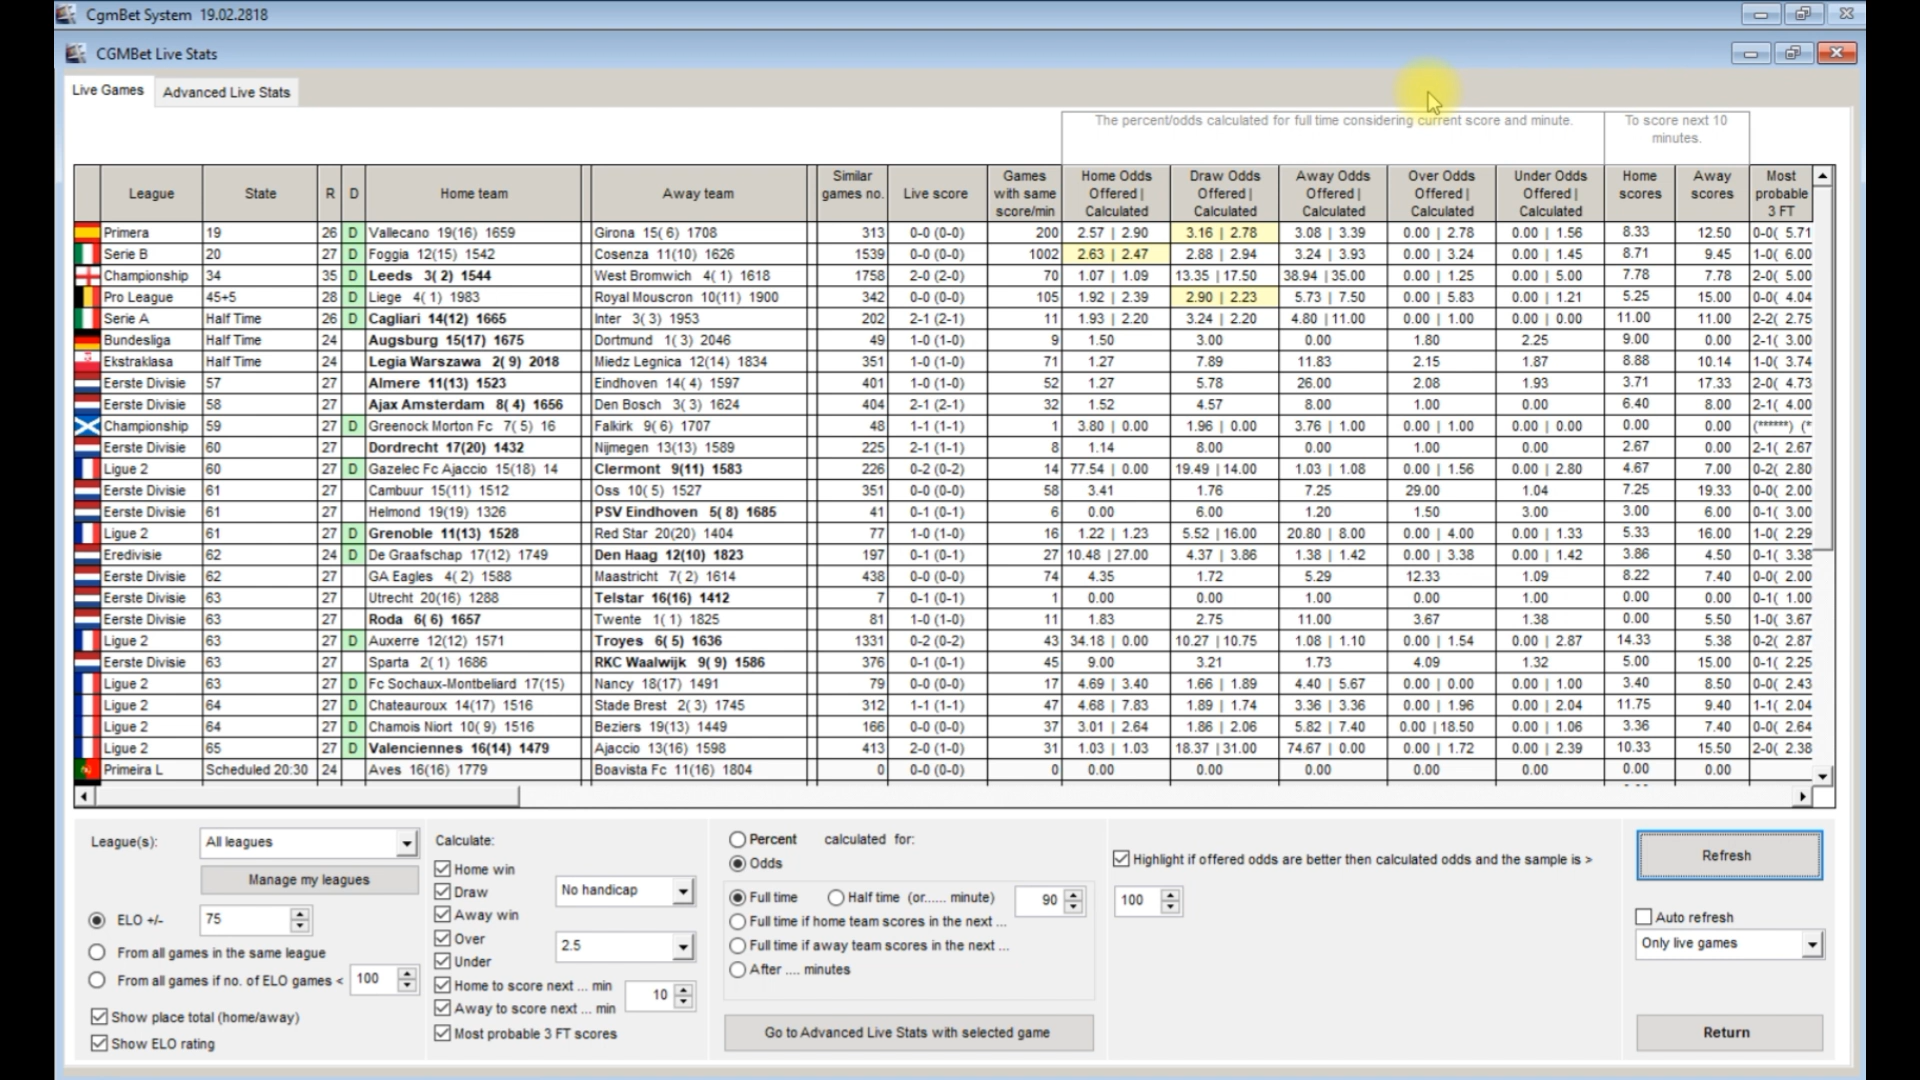 CgmBet System 19.02.2818
CGMBet Live Stats
Live Games
Advanced Live Stats
The percent/odds calculated for full time considering current score and minute.
To score next 10 minutes.
League State R D Home team Away team Similar games no. Live score Games with same score/min Home Odds Offered | Calculated Draw Odds Offered | Calculated Away Odds Offered | Calculated Over Odds Offered | Calculated Under Odds Offered | Calculated Home scores Away scores Most probable 3 FT
Primera 19 26 D Vallecano 19(16) 1659 Girona 15( 6) 1708 313 0-0 (0-0) 200 2.57 | 2.90 3.16 | 2.78 3.08 | 3.39 0.00 | 2.78 0.00 | 1.56 8.33 12.50 0-0( 5.71
Serie B 20 27 D Foggia 12(15) 1542 Cosenza 11(10) 1626 1539 0-0 (0-0) 1002 2.63 | 2.47 2.88 | 2.94 3.24 | 3.93 0.00 | 3.24 0.00 | 1.45 8.71 9.45 1-0( 6.00
Championship 34 35 D Leeds 3( 2) 1544 West Bromwich 4( 1) 1618 1758 2-0 (2-0) 70 1.07 | 1.09 13.35 | 17.50 38.94 | 35.00 0.00 | 1.25 0.00 | 5.00 7.78 7.78 2-0( 5.00
Pro League 45+5 28 D Liege 4( 1) 1983 Royal Mouscron 10(11) 1900 342 0-0 (0-0) 105 1.92 | 2.39 2.90 | 2.23 5.73 | 7.50 0.00 | 5.83 0.00 | 1.21 5.25 15.00 0-0( 4.04
Serie A Half Time 26 D Cagliari 14(12) 1665 Inter 3( 3) 1953 202 2-1 (2-1) 11 1.93 | 2.20 3.24 | 2.20 4.80 | 11.00 0.00 | 1.00 0.00 | 0.00 11.00 11.00 2-2( 2.75
Bundesliga Half Time 24 Augsburg 15(17) 1675 Dortmund 1( 3) 2046 49 1-0 (1-0) 9 1.50 3.00 0.00 1.80 2.25 9.00 0.00 2-1( 3.00
Ekstraklasa Half Time 24 Legia Warszawa 2( 9) 2018 Miedz Legnica 12(14) 1834 351 1-0 (1-0) 71 1.27 7.89 11.83 2.15 1.87 8.88 10.14 1-0( 3.74
Eerste Divisie 57 27 Almere 11(13) 1523 Eindhoven 14( 4) 1597 401 1-0 (1-0) 52 1.27 5.78 26.00 2.08 1.93 3.71 17.33 2-0( 4.73
Eerste Divisie 58 27 Ajax Amsterdam 8( 4) 1656 Den Bosch 3( 3) 1624 404 2-1 (2-1) 32 1.52 4.57 8.00 1.00 0.00 6.40 8.00 2-1( 4.00
Championship 59 27 D Greenock Morton Fc 7( 5) 16 Falkirk 9( 6) 1707 48 1-1 (1-1) 1 3.80 | 0.00 1.96 | 0.00 3.76 | 1.00 0.00 | 1.00 0.00 | 0.00 0.00 0.00 (******) (*
Eerste Divisie 60 27 Dordrecht 17(20) 1432 Nijmegen 13(13) 1589 225 2-1 (1-1) 8 1.14 8.00 0.00 1.00 0.00 2.67 0.00 2-1( 2.67
Ligue 2 60 27 D Gazelec Fc Ajaccio 15(18) 14 Clermont 9(11) 1583 226 0-2 (0-2) 14 77.54 | 0.00 19.49 | 14.00 1.03 | 1.08 0.00 | 1.56 0.00 | 2.80 4.67 7.00 0-2( 2.80
Eerste Divisie 61 27 Cambuur 15(11) 1512 Oss 10( 5) 1527 351 0-0 (0-0) 58 3.41 1.76 7.25 29.00 1.04 7.25 19.33 0-0( 2.00
Eerste Divisie 61 27 Helmond 19(19) 1326 PSV Eindhoven 5( 8) 1685 41 0-1 (0-1) 6 0.00 6.00 1.20 1.50 3.00 3.00 6.00 0-1( 3.00
Ligue 2 61 27 D Grenoble 11(13) 1528 Red Star 20(20) 1404 77 1-0 (1-0) 16 1.22 | 1.23 5.52 | 16.00 20.80 | 8.00 0.00 | 4.00 0.00 | 1.33 5.33 16.00 1-0( 2.29
Eredivisie 62 24 D De Graafschap 17(12) 1749 Den Haag 12(10) 1823 197 0-1 (0-1) 27 10.48 | 27.00 4.37 | 3.86 1.38 | 1.42 0.00 | 3.38 0.00 | 1.42 3.86 4.50 0-1( 3.38
Eerste Divisie 62 27 GA Eagles 4( 2) 1588 Maastricht 7( 2) 1614 438 0-0 (0-0) 74 4.35 1.72 5.29 12.33 1.09 8.22 7.40 0-0( 2.00
Eerste Divisie 63 27 Utrecht 20(16) 1288 Telstar 16(16) 1412 7 0-1 (0-1) 1 0.00 0.00 1.00 0.00 1.00 0.00 0.00 0-1( 1.00
Eerste Divisie 63 27 Roda 6( 6) 1657 Twente 1( 1) 1825 81 1-0 (1-0) 11 1.83 2.75 11.00 3.67 1.38 0.00 5.50 1-0( 3.67
Ligue 2 63 27 D Auxerre 12(12) 1571 Troyes 6( 5) 1636 1331 0-2 (0-2) 43 34.18 | 0.00 10.27 | 10.75 1.08 | 1.10 0.00 | 1.54 0.00 | 2.87 14.33 5.38 0-2( 2.87
Eerste Divisie 63 27 Sparta 2( 1) 1686 RKC Waalwijk 9( 9) 1586 376 0-1 (0-1) 45 9.00 3.21 1.73 4.09 1.32 5.00 15.00 0-1( 2.25
Ligue 2 63 27 D Fc Sochaux-Montbeliard 17(15) Nancy 18(17) 1491 79 0-0 (0-0) 17 4.69 | 3.40 1.66 | 1.89 4.40 | 5.67 0.00 | 0.00 0.00 | 1.00 3.40 8.50 0-0( 2.43
Ligue 2 64 27 D Chateauroux 14(17) 1516 Stade Brest 2( 3) 1745 312 1-1 (1-1) 47 4.68 | 7.83 1.89 | 1.74 3.36 | 3.36 0.00 | 1.96 0.00 | 2.04 11.75 9.40 1-1( 2.04
Ligue 2 64 27 D Chamois Niort 10( 9) 1516 Beziers 19(13) 1449 166 0-0 (0-0) 37 3.01 | 2.64 1.86 | 2.06 5.82 | 7.40 0.00 | 18.50 0.00 | 1.06 3.36 7.40 0-0( 2.64
Ligue 2 65 27 D Valenciennes 16(14) 1479 Ajaccio 13(16) 1598 413 2-0 (1-0) 31 1.03 | 1.03 18.37 | 31.00 74.67 | 0.00 0.00 | 1.72 0.00 | 2.39 10.33 15.50 2-0( 2.38
Primeira L Scheduled 20:30 24 Aves 16(16) 1779 Boavista Fc 11(16) 1804 0 0-0 (0-0) 0 0.00 0.00 0.00 0.00 0.00 0.00 0.00
League(s): All leagues
Manage my leagues
ELO +/- 75
From all games in the same league
From all games if no. of ELO games < 100
Show place total (home/away)
Show ELO rating
Calculate:
Home win
Draw No handicap
Away win
Over 2.5
Under
Home to score next ... min 10
Away to score next ... min
Most probable 3 FT scores
Percent calculated for:
Odds
Full time Half time (or...... minute) 90
Full time if home team scores in the next ...
Full time if away team scores in the next ...
After .... minutes
Go to Advanced Live Stats with selected game
Highlight if offered odds are better then calculated odds and the sample is >
100
Refresh
Auto refresh
Only live games
Return